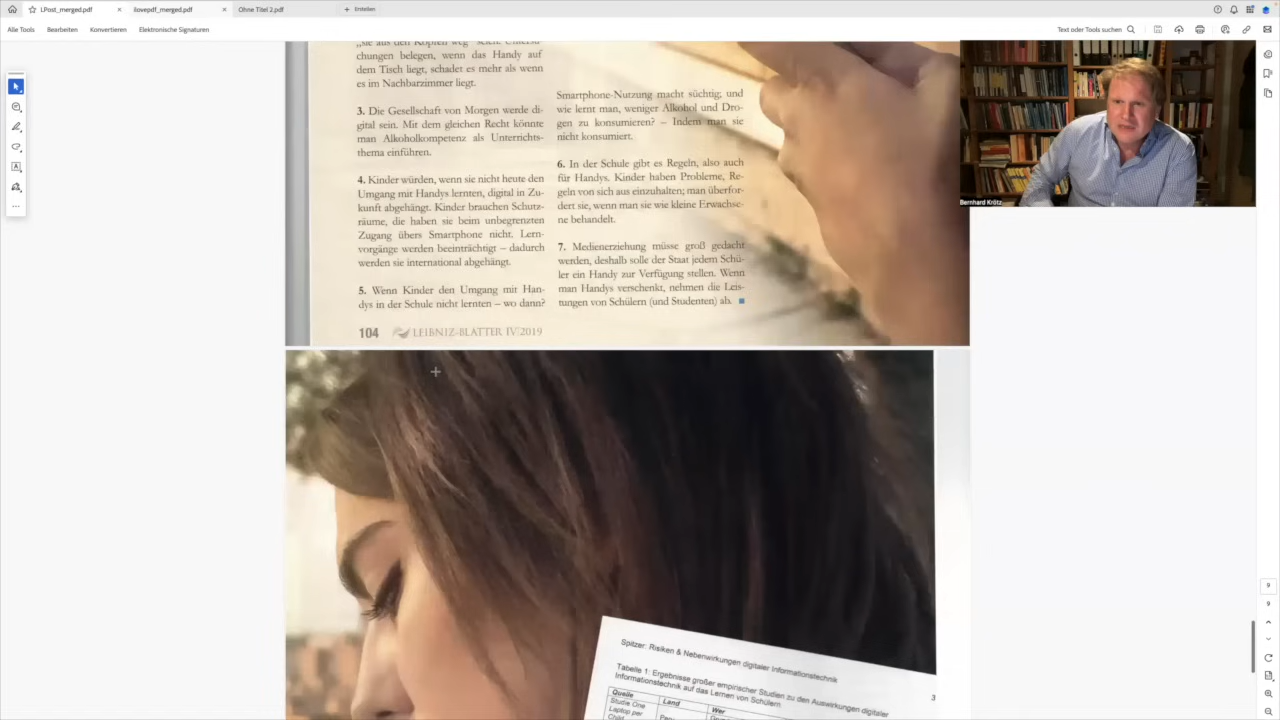 LPost_merged.pdf
ilovepdf_merged.pdf
Ohne Titel 2.pdf
Erstellen
Alle Tools
Bearbeiten
Konvertieren
Elektronische Signaturen
Text oder Tools suchen
Bernhard Krötz
„sie aus den Köpfen weg“ seien. Untersu-
chungen belegen, wenn das Handy auf
dem Tisch liegt, schadet es mehr als wenn
es im Nachbarzimmer liegt.
3. Die Gesellschaft von Morgen werde di-
gital sein. Mit dem gleichen Recht könnte
man Alkoholkompetenz als Unterrichts-
thema einführen.
4. Kinder würden, wenn sie nicht heute den
Umgang mit Handys lernten, digital in Zu-
kunft abgehängt. Kinder brauchen Schutz-
räume, die haben sie beim unbegrenzten
Zugang übers Smartphone nicht. Lern-
vorgänge werden beeinträchtigt – dadurch
werden sie international abgehängt.
5. Wenn Kinder den Umgang mit Han-
dys in der Schule nicht lernten – wo dann?
Smartphone-Nutzung macht süchtig; und
wie lernt man, weniger Alkohol und Dro-
gen zu konsumieren? – Indem man sie
nicht konsumiert.
6. In der Schule gibt es Regeln, also auch
für Handys. Kinder haben Probleme, Re-
geln von sich aus einzuhalten; man überfor-
dert sie, wenn man sie wie kleine Erwachse-
ne behandelt.
7. Medienerziehung müsse groß gedacht
werden, deshalb solle der Staat jedem Schü-
ler ein Handy zur Verfügung stellen. Wenn
man Handys verschenkt, nehmen die Leis-
tungen von Schülern (und Studenten) ab.
104 LEIBNIZ-BLÄTTER IV|2019
Spitzer: Risiken & Nebenwirkungen digitaler Informationstechnik
3
Tabelle 1: Ergebnisse großer empirischer Studien zu den Auswirkungen digitaler
Informationstechnik auf das Lernen von Schülern
Quelle Land Wer
Studie One
Laptop per
Child
9
9